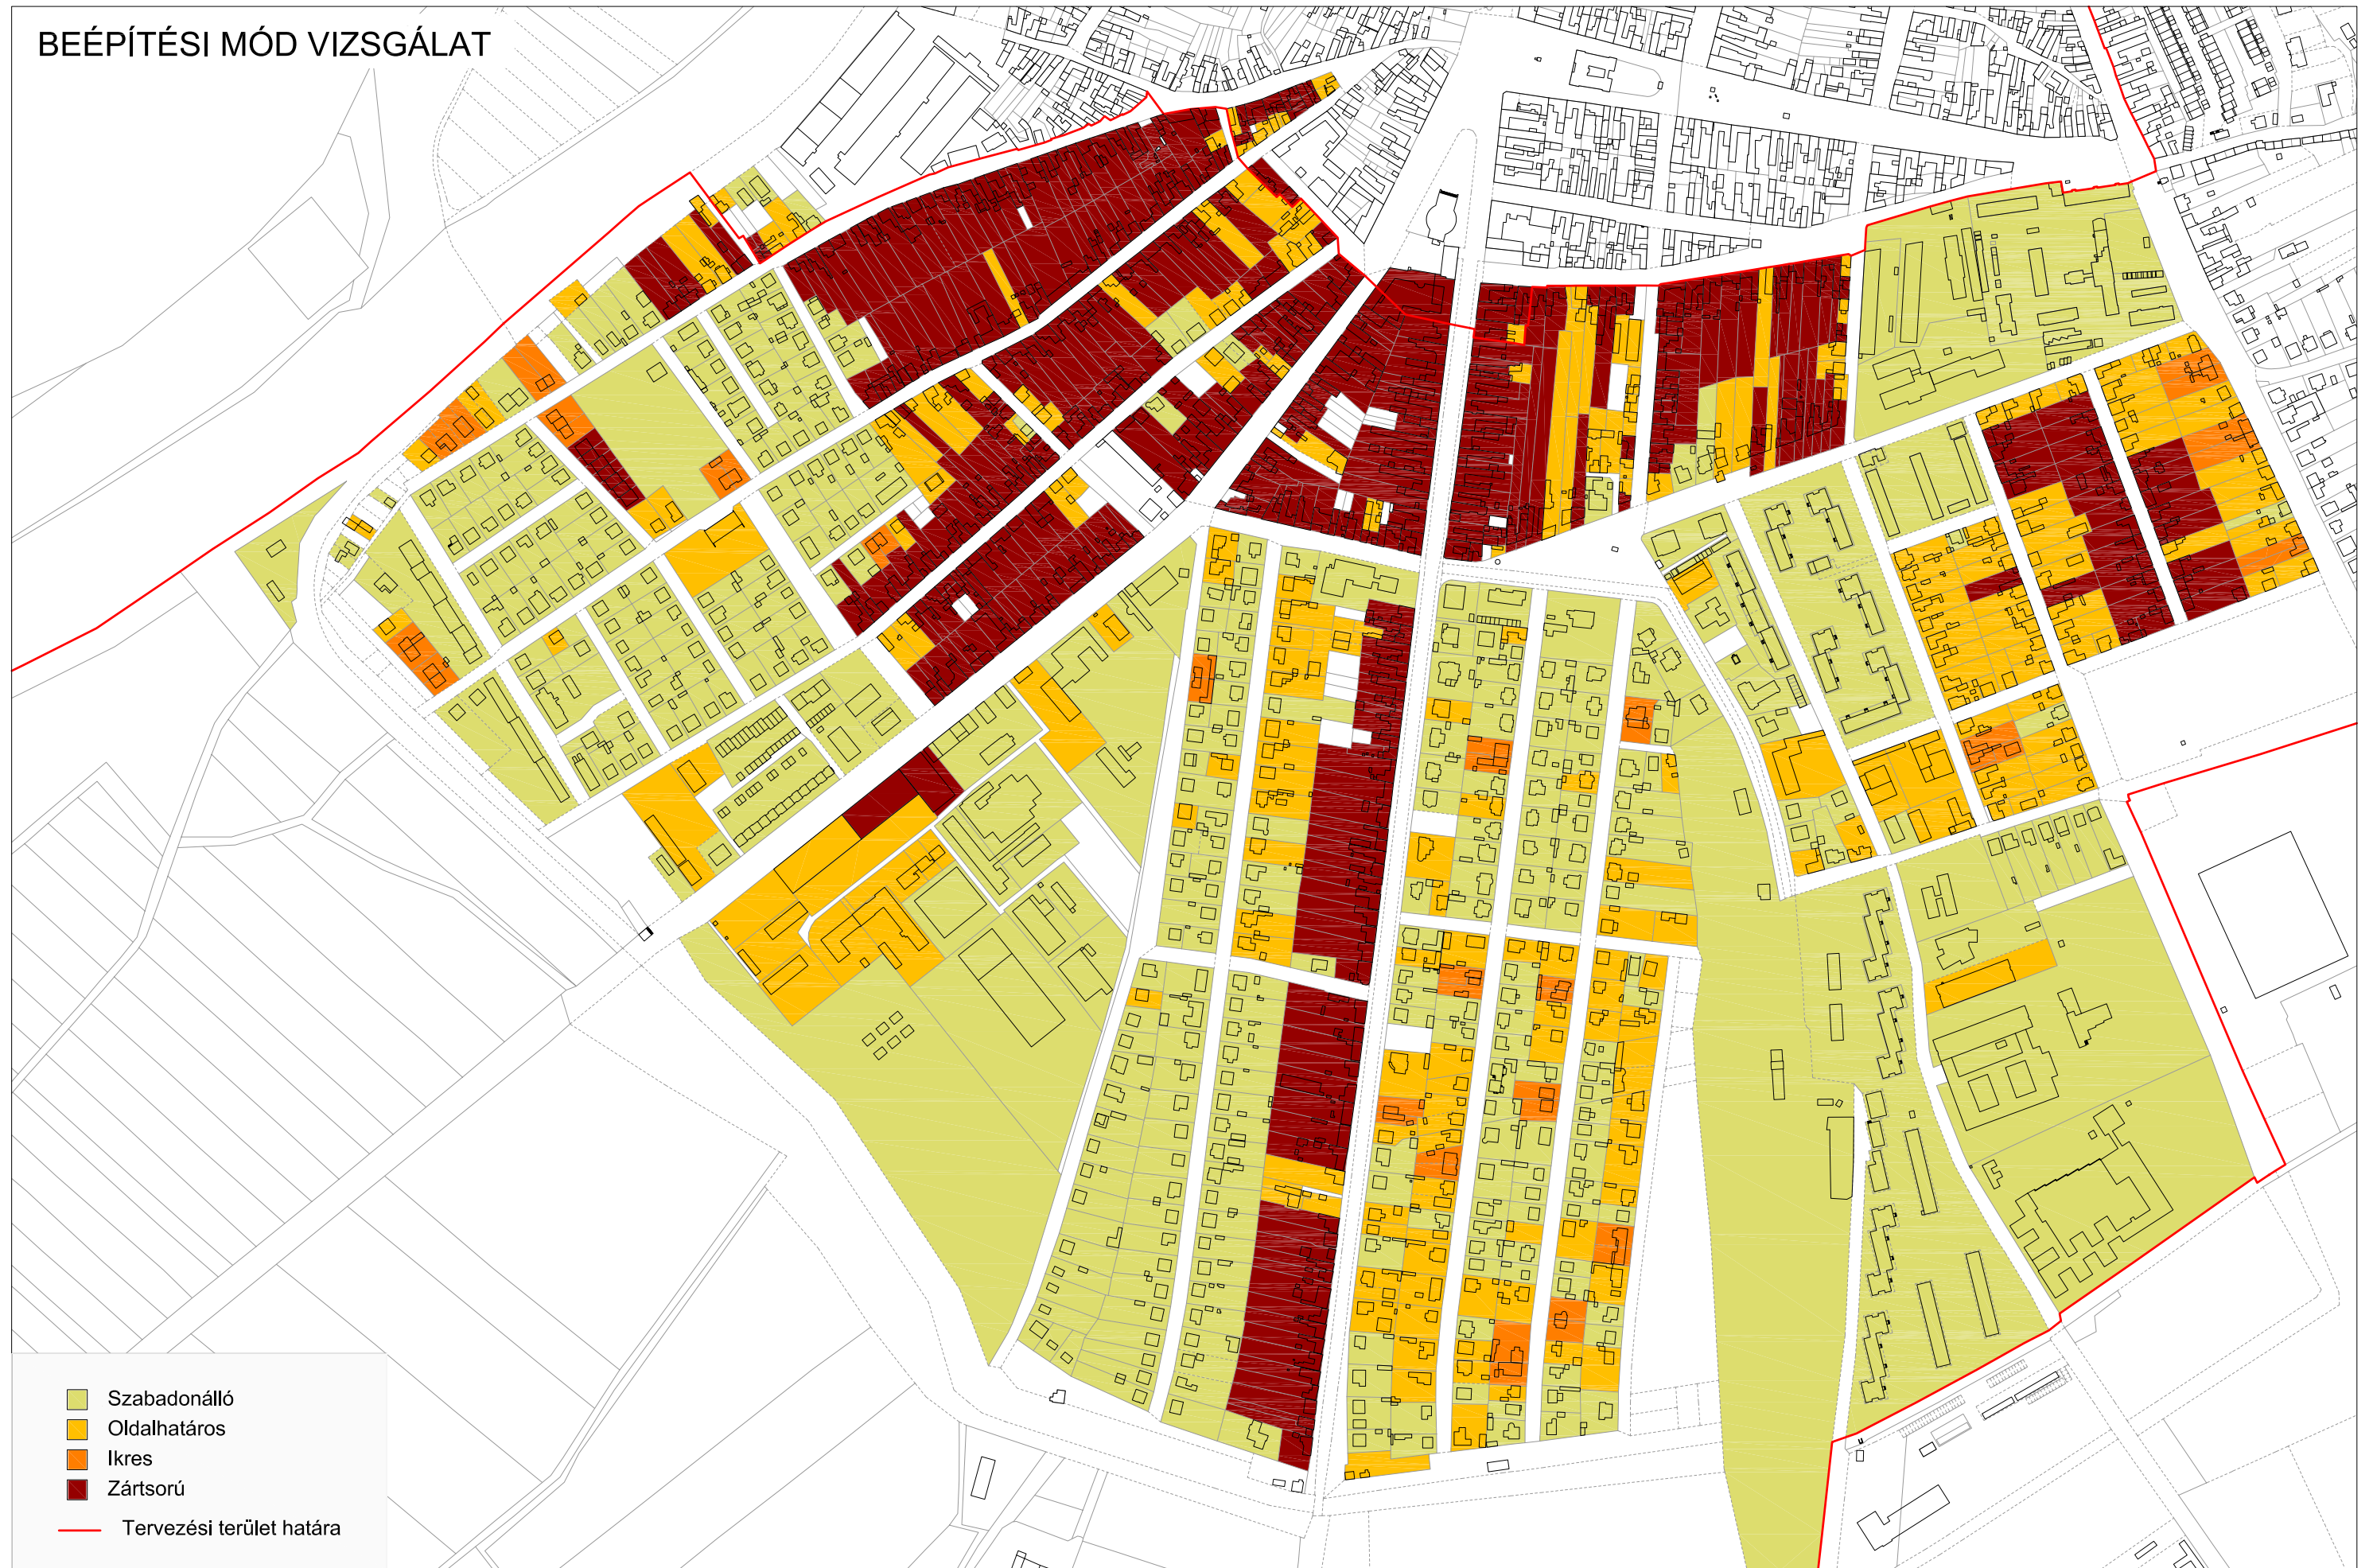 BEÉPÍTÉSI MÓD VIZSGÁLAT
Szabadonálló
Oldalhatáros
Ikres
Zártsorú
Tervezési terület határa